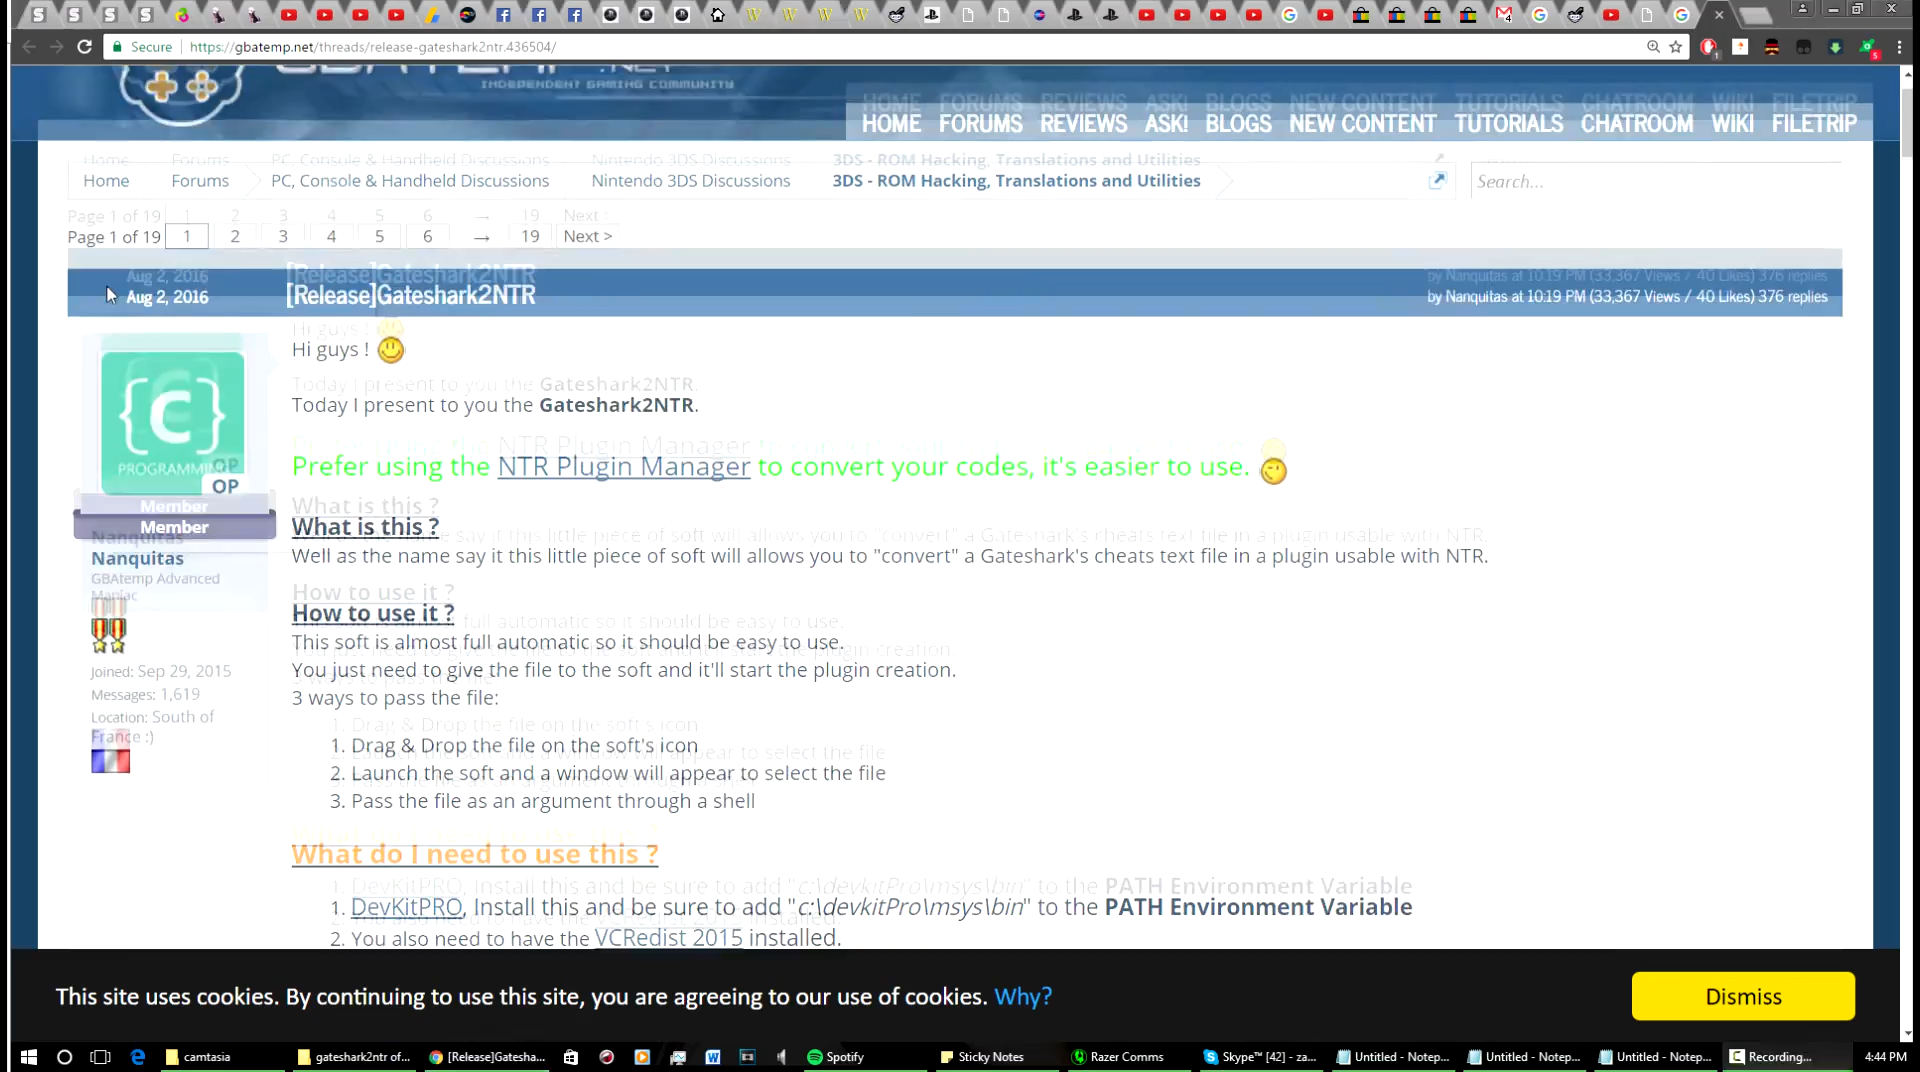 Secure https://gbatemp.net/threads/release-gateshark2ntr.436504/
INDEPENDENT GAMING COMMUNITY
HOME FORUMS REVIEWS ASK! BLOGS NEW CONTENT TUTORIALS CHATROOM WIKI FILETRIP
Home Forums PC, Console & Handheld Discussions Nintendo 3DS Discussions 3DS - ROM Hacking, Translations and Utilities
Search...
Page 1 of 19 1 2 3 4 5 6 → 19 Next >
Aug 2, 2016 [Release]Gateshark2NTR by Nanquitas at 10:19 PM (33,367 Views / 40 Likes) 376 replies
Hi guys !
Today I present to you the Gateshark2NTR.
Prefer using the NTR Plugin Manager to convert your codes, it's easier to use.
What is this ?
Well as the name say it this little piece of soft will allows you to "convert" a Gateshark's cheats text file in a plugin usable with NTR.
How to use it ?
This soft is almost full automatic so it should be easy to use.
You just need to give the file to the soft and it'll start the plugin creation.
3 ways to pass the file:
1. Drag & Drop the file on the soft's icon
2. Launch the soft and a window will appear to select the file
3. Pass the file as an argument through a shell
What do I need to use this ?
1. DevKitPRO, Install this and be sure to add "c:\devkitPro\msys\bin" to the PATH Environment Variable
2. You also need to have the VCRedist 2015 installed.
{C}
PROGRAMMING
OP
Member
Nanquitas
GBAtemp Advanced
Maniac
Joined: Sep 29, 2015
Messages: 1,619
Location: South of
France :)
This site uses cookies. By continuing to use this site, you are agreeing to our use of cookies. Why?
Dismiss
camtasia
gateshark2ntr of...
[Release]Gatesha...
Spotify
Sticky Notes
Razer Comms
Skype™ [42] - za...
Untitled - Notep...
Untitled - Notep...
Untitled - Notep...
Recording...
4:44 PM